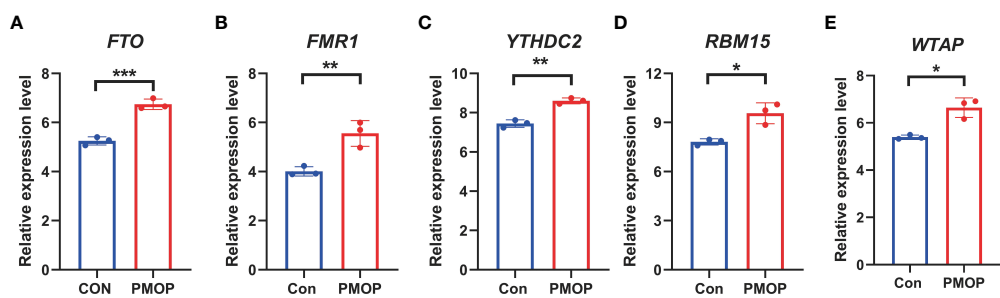 A
FTO
***
Relative expression level
8
6
4
2
0
CON PMOP
B
FMR1
**
Relative expression level
8
6
4
2
0
Con PMOP
C
YTHDC2
**
Relative expression level
10
8
6
4
2
0
Con PMOP
D
RBM15
*
Relative expression level
12
9
6
3
0
Con PMOP
E
WTAP
*
Relative expression level
8
6
4
2
0
Con PMOP